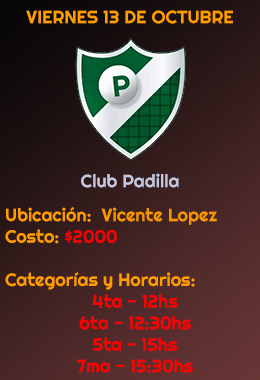 VIERNES 13 DE OCTUBRE
P
Club Padilla
Ubicación: Vicente Lopez
Costo: $2000
Categorías y Horarios:
4ta - 12hs
6ta - 12:30hs
5ta - 15hs
7ma - 15:30hs